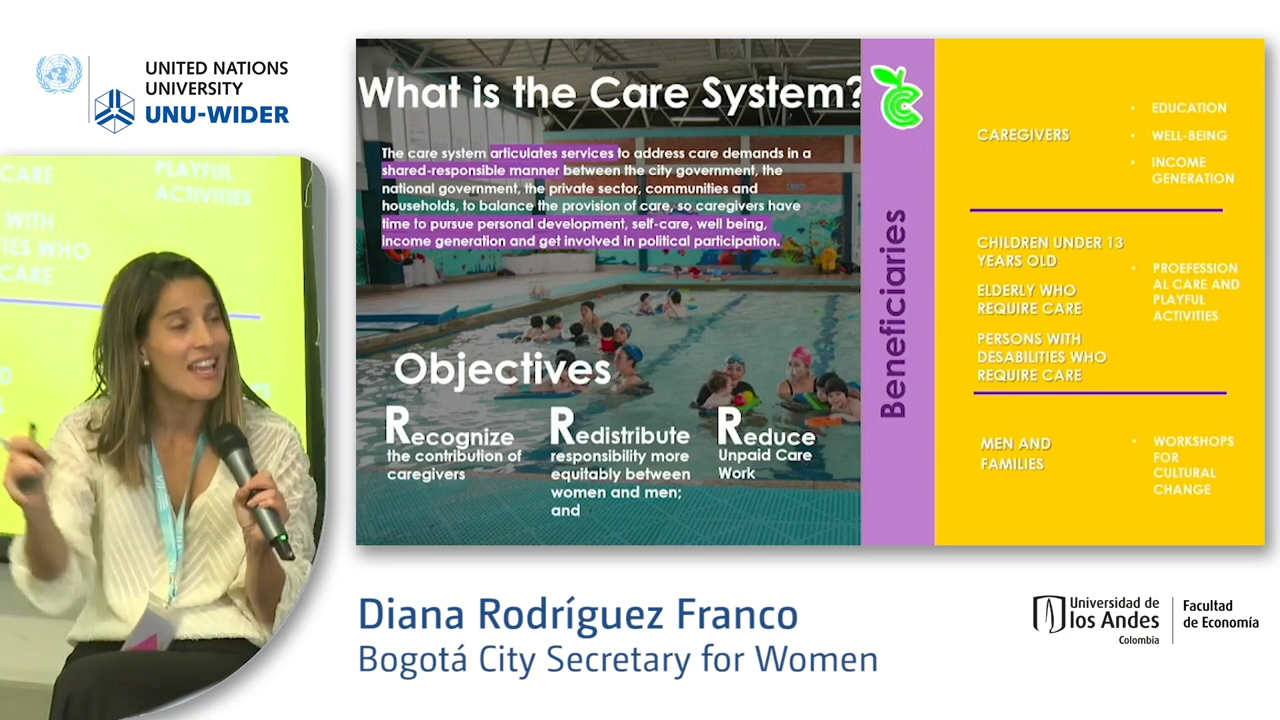 UNITED NATIONS
UNIVERSITY
UNU-WIDER
CARE
PLAYFUL
ACTIVITIES
WITH
TIES WHO
CARE
What is the Care System?
The care system articulates services to address care demands in a
shared-responsible manner between the city government, the
national government, the private sector, communities and
households, to balance the provision of care, so caregivers have
time to pursue personal development, self-care, well being,
income generation and get involved in political participation.
Objectives
Recognize
the contribution of
caregivers
Redistribute
responsibility more
equitably between
women and men;
and
Reduce
Unpaid Care
Work
Beneficiaries
CAREGIVERS
• EDUCATION
• WELL-BEING
• INCOME
GENERATION
CHILDREN UNDER 13
YEARS OLD
ELDERLY WHO
REQUIRE CARE
PERSONS WITH
DESABILITIES WHO
REQUIRE CARE
• PROEFESSION
AL CARE AND
PLAYFUL
ACTIVITIES
MEN AND
FAMILIES
• WORKSHOPS
FOR
CULTURAL
CHANGE
Diana Rodríguez Franco
Bogotá City Secretary for Women
Universidad de
los Andes
Colombia
Facultad
de Economía